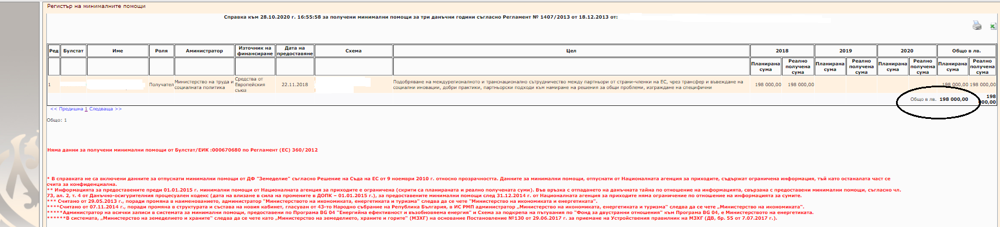 Регистър на минималните помощи
Справка към 28.10.2020 г. 16:55:58 за получени минимални помощи за три данъчни години съгласно Регламент № 1407/2013 от 18.12.2013 от:
Ред Булстат Име Роля Аминистратор Източник на финансиране Дата на предоставяне Схема Цел 2018 2019 2020 Общо в лв.
Планирана сума Реално получена сума Планирана сума Реално получена сума Планирана сума Реално получена сума Планирана сума Реално получена сума
1 Получател Министерство на труда и социалната политика Средства от Европейския съюз 22.11.2018 Подобряване на междурегионалното и транснационално сътрудничество между партньори от страни-членки на ЕС, чрез трансфер и въвеждане на социални иновации, добри практики, партньорски подходи към намиране на решения за общи проблеми, изграждане на специфични 198 000,00 198 000,00 198 000,00 198 000,00
Общо в лв. 198 000,00 198 000,00
<< Предишна 1 Следваща >>
Общо: 1
Няма данни за получени минимални помощи от Булстат/ЕИК :000670680 по Регламент (ЕС) 360/2012
* В справката не са включени данните за отпуснати минимални помощи от ДФ "Земеделие" съгласно Решение на Съда на ЕС от 9 ноември 2010 г. относно прозрачността. Данните за минимални помощи, отпуснати от Националната агенция за приходите, съдържат ограничена информация, тъй като останалата част се
счита за конфиденциална.
** Информацията за предоставените преди 01.01.2015 г. минимални помощи от Националната агенция за приходите е ограничена (скрити са планираната и реално получената суми). Във връзка с отпадането на данъчната тайна по отношение на информацията, свързана с предоставени минимални помощи, съгласно чл.
73, ал. 2, т. 4 от Данъчно-осигурителния процесуален кодекс (дата на влизане в сила на промените в ДОПК – 01.01.2015 г.), за предоставените минимални помощи след 31.12.2014 г. от Националната агенция за приходите няма ограничение по отношение на информацията за сумите.
*** Считано от 29.05.2013 г., поради промяна в наименованието, администратор "Министерството на икономиката, енергетиката и туризма" следва да се чете "Министерство на икономиката и енергетиката".
****Считано от 07.11.2014 г., поради промяна в структурата и състава на новия кабинет, гласуван от 43-то Народно събрание на Република България, в ИС РМП администратор „Министерство на икономиката, енергетиката и туризма" следва да се чете „Министерство на икономиката".
*****Администратор на всички записи в системата за минимални помощи, предоставени по Програма BG 04 "Енергийна ефективност и възобновяема енергия" и Схема за подкрепа на пътувания по "Фонд за двустранни отношения" към Програма BG 04, е Министерството на енергетиката.
******В системата, „Министерство на земеделието и храните" следва да се чете като „Министерство на земеделието, храните и горите" (МЗХГ) на основание Постановление №130 от 29.06.2017 г. за приемане на Устройствения правилник на МЗХГ (ДВ, бр. 55 от 7.07.2017 г.).